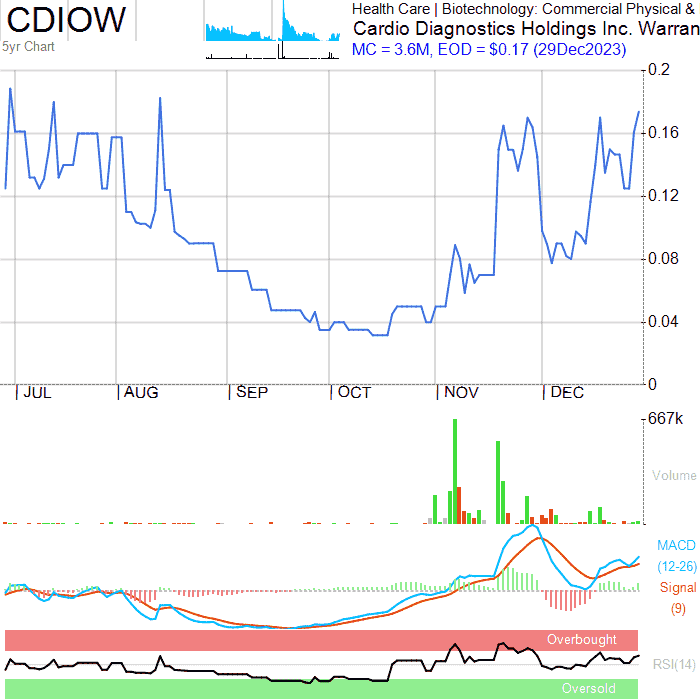 CDIOW
5yr Chart
Health Care | Biotechnology: Commercial Physical &
Cardio Diagnostics Holdings Inc. Warran
MC = 3.6M, EOD = $0.17 (29Dec2023)
0.2
0.16
0.12
0.08
0.04
0
JUL AUG SEP OCT NOV DEC
667k
Volume
MACD
(12-26)
Signal
(9)
Overbought
RSI(14)
Oversold